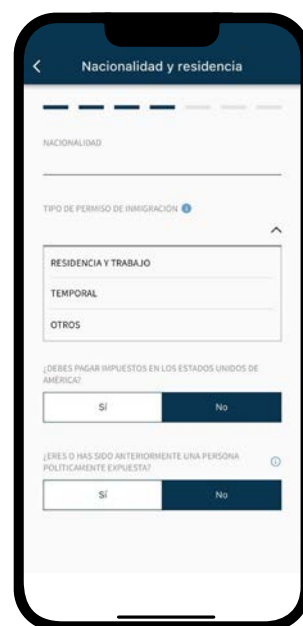 Nacionalidad y residencia
NACIONALIDAD
TIPO DE PERMISO DE INMIGRACIÓN
RESIDENCIA Y TRABAJO
TEMPORAL
OTROS
¿DEBES PAGAR IMPUESTOS EN LOS ESTADOS UNIDOS DE
AMÉRICA?
Sí No
¿ERES O HAS SIDO ANTERIORMENTE UNA PERSONA
POLÍTICAMENTE EXPUESTA?
Sí No